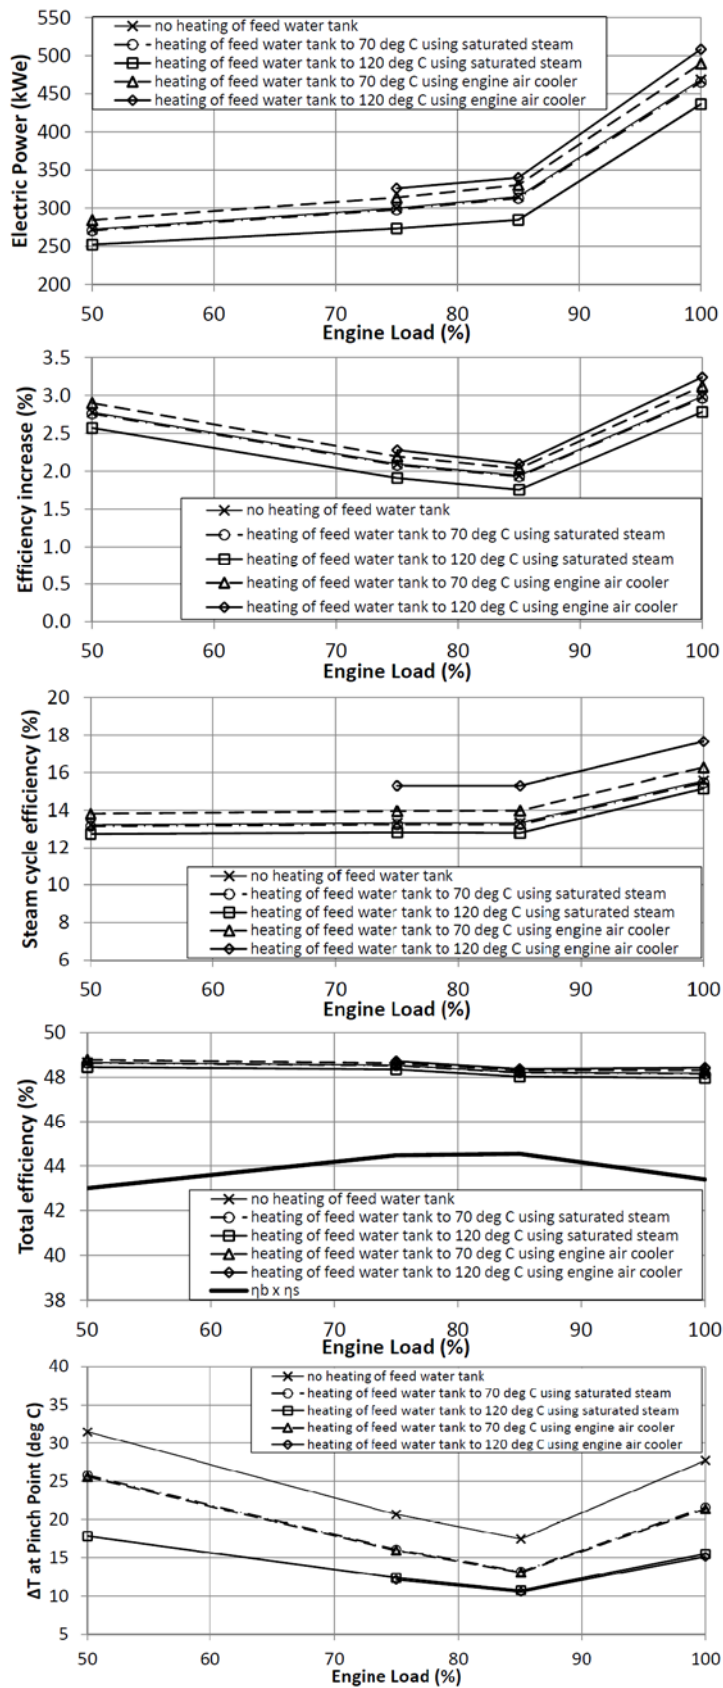 550
500
450
400
350
300
250
200
Electric Power (kWe)
no heating of feed water tank
heating of feed water tank to 70 deg C using saturated steam
heating of feed water tank to 120 deg C using saturated steam
heating of feed water tank to 70 deg C using engine air cooler
heating of feed water tank to 120 deg C using engine air cooler
50 60 70 80 90 100
Engine Load (%)
3.5
3.0
2.5
2.0
1.5
1.0
0.5
0.0
Efficiency increase (%)
no heating of feed water tank
heating of feed water tank to 70 deg C using saturated steam
heating of feed water tank to 120 deg C using saturated steam
heating of feed water tank to 70 deg C using engine air cooler
heating of feed water tank to 120 deg C using engine air cooler
50 60 70 80 90 100
Engine Load (%)
20
18
16
14
12
10
8
6
Steam cycle efficiency (%)
no heating of feed water tank
heating of feed water tank to 70 deg C using saturated steam
heating of feed water tank to 120 deg C using saturated steam
heating of feed water tank to 70 deg C using engine air cooler
heating of feed water tank to 120 deg C using engine air cooler
50 60 70 80 90 100
Engine Load (%)
50
48
46
44
42
40
38
Total efficiency (%)
no heating of feed water tank
heating of feed water tank to 70 deg C using saturated steam
heating of feed water tank to 120 deg C using saturated steam
heating of feed water tank to 70 deg C using engine air cooler
heating of feed water tank to 120 deg C using engine air cooler
ηb x ηs
50 60 70 80 90 100
Engine Load (%)
40
35
30
25
20
15
10
5
ΔT at Pinch Point (deg C)
no heating of feed water tank
heating of feed water tank to 70 deg C using saturated steam
heating of feed water tank to 120 deg C using saturated steam
heating of feed water tank to 70 deg C using engine air cooler
heating of feed water tank to 120 deg C using engine air cooler
50 60 70 80 90 100
Engine Load (%)